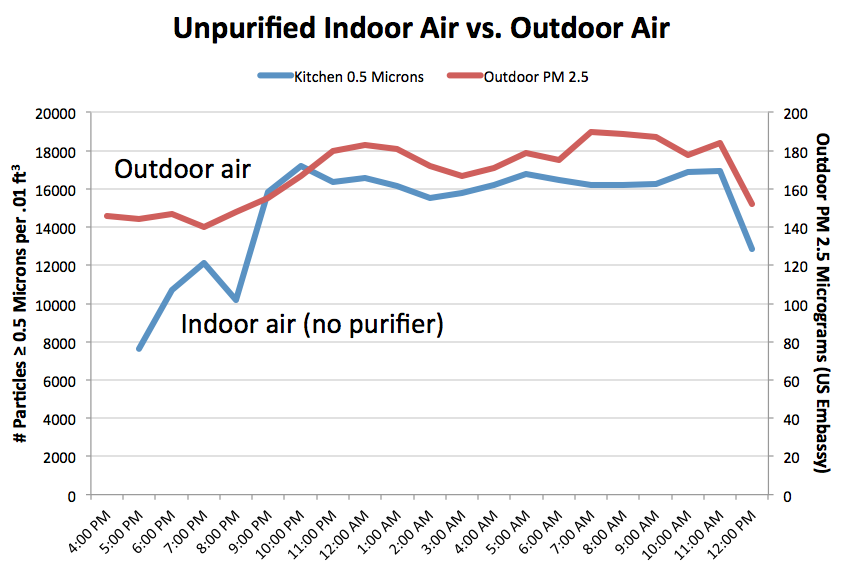 Unpurified Indoor Air vs. Outdoor Air
Kitchen 0.5 Microns
Outdoor PM 2.5
# Particles ≥ 0.5 Microns per .01 ft³
20000
18000
16000
14000
12000
10000
8000
6000
4000
2000
0
Outdoor air
Indoor air (no purifier)
200
180
160
140
120
100
80
60
40
20
0
Outdoor PM 2.5 Micrograms (US Embassy)
4:00 PM
5:00 PM
6:00 PM
7:00 PM
8:00 PM
9:00 PM
10:00 PM
11:00 PM
12:00 AM
1:00 AM
2:00 AM
3:00 AM
4:00 AM
5:00 AM
6:00 AM
7:00 AM
8:00 AM
9:00 AM
10:00 AM
11:00 AM
12:00 PM